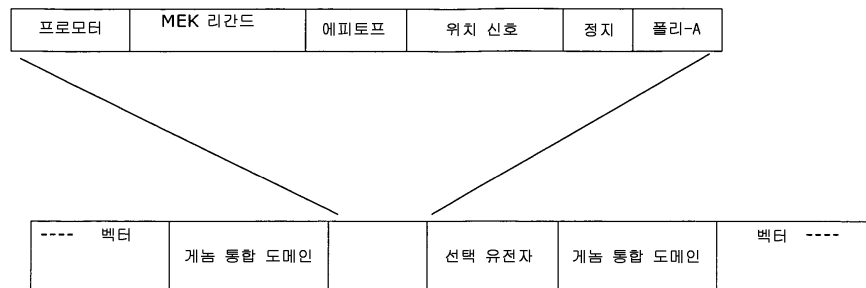 프로모터 MEK 리간드 에피토프 위치 신호 정지 폴리-A
---- 벡터 게놈 통합 도메인 선택 유전자 게놈 통합 도메인 벡터 ----